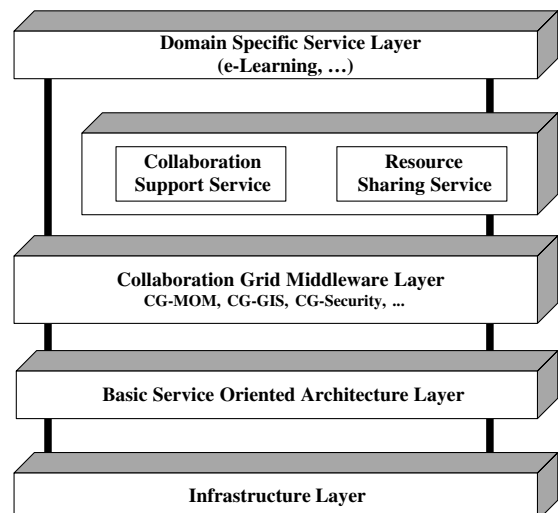 Domain Specific Service Layer
(e-Learning, …)
Collaboration
Support Service
Resource
Sharing Service
Collaboration Grid Middleware Layer
CG-MOM, CG-GIS, CG-Security, ...
Basic Service Oriented Architecture Layer
Infrastructure Layer